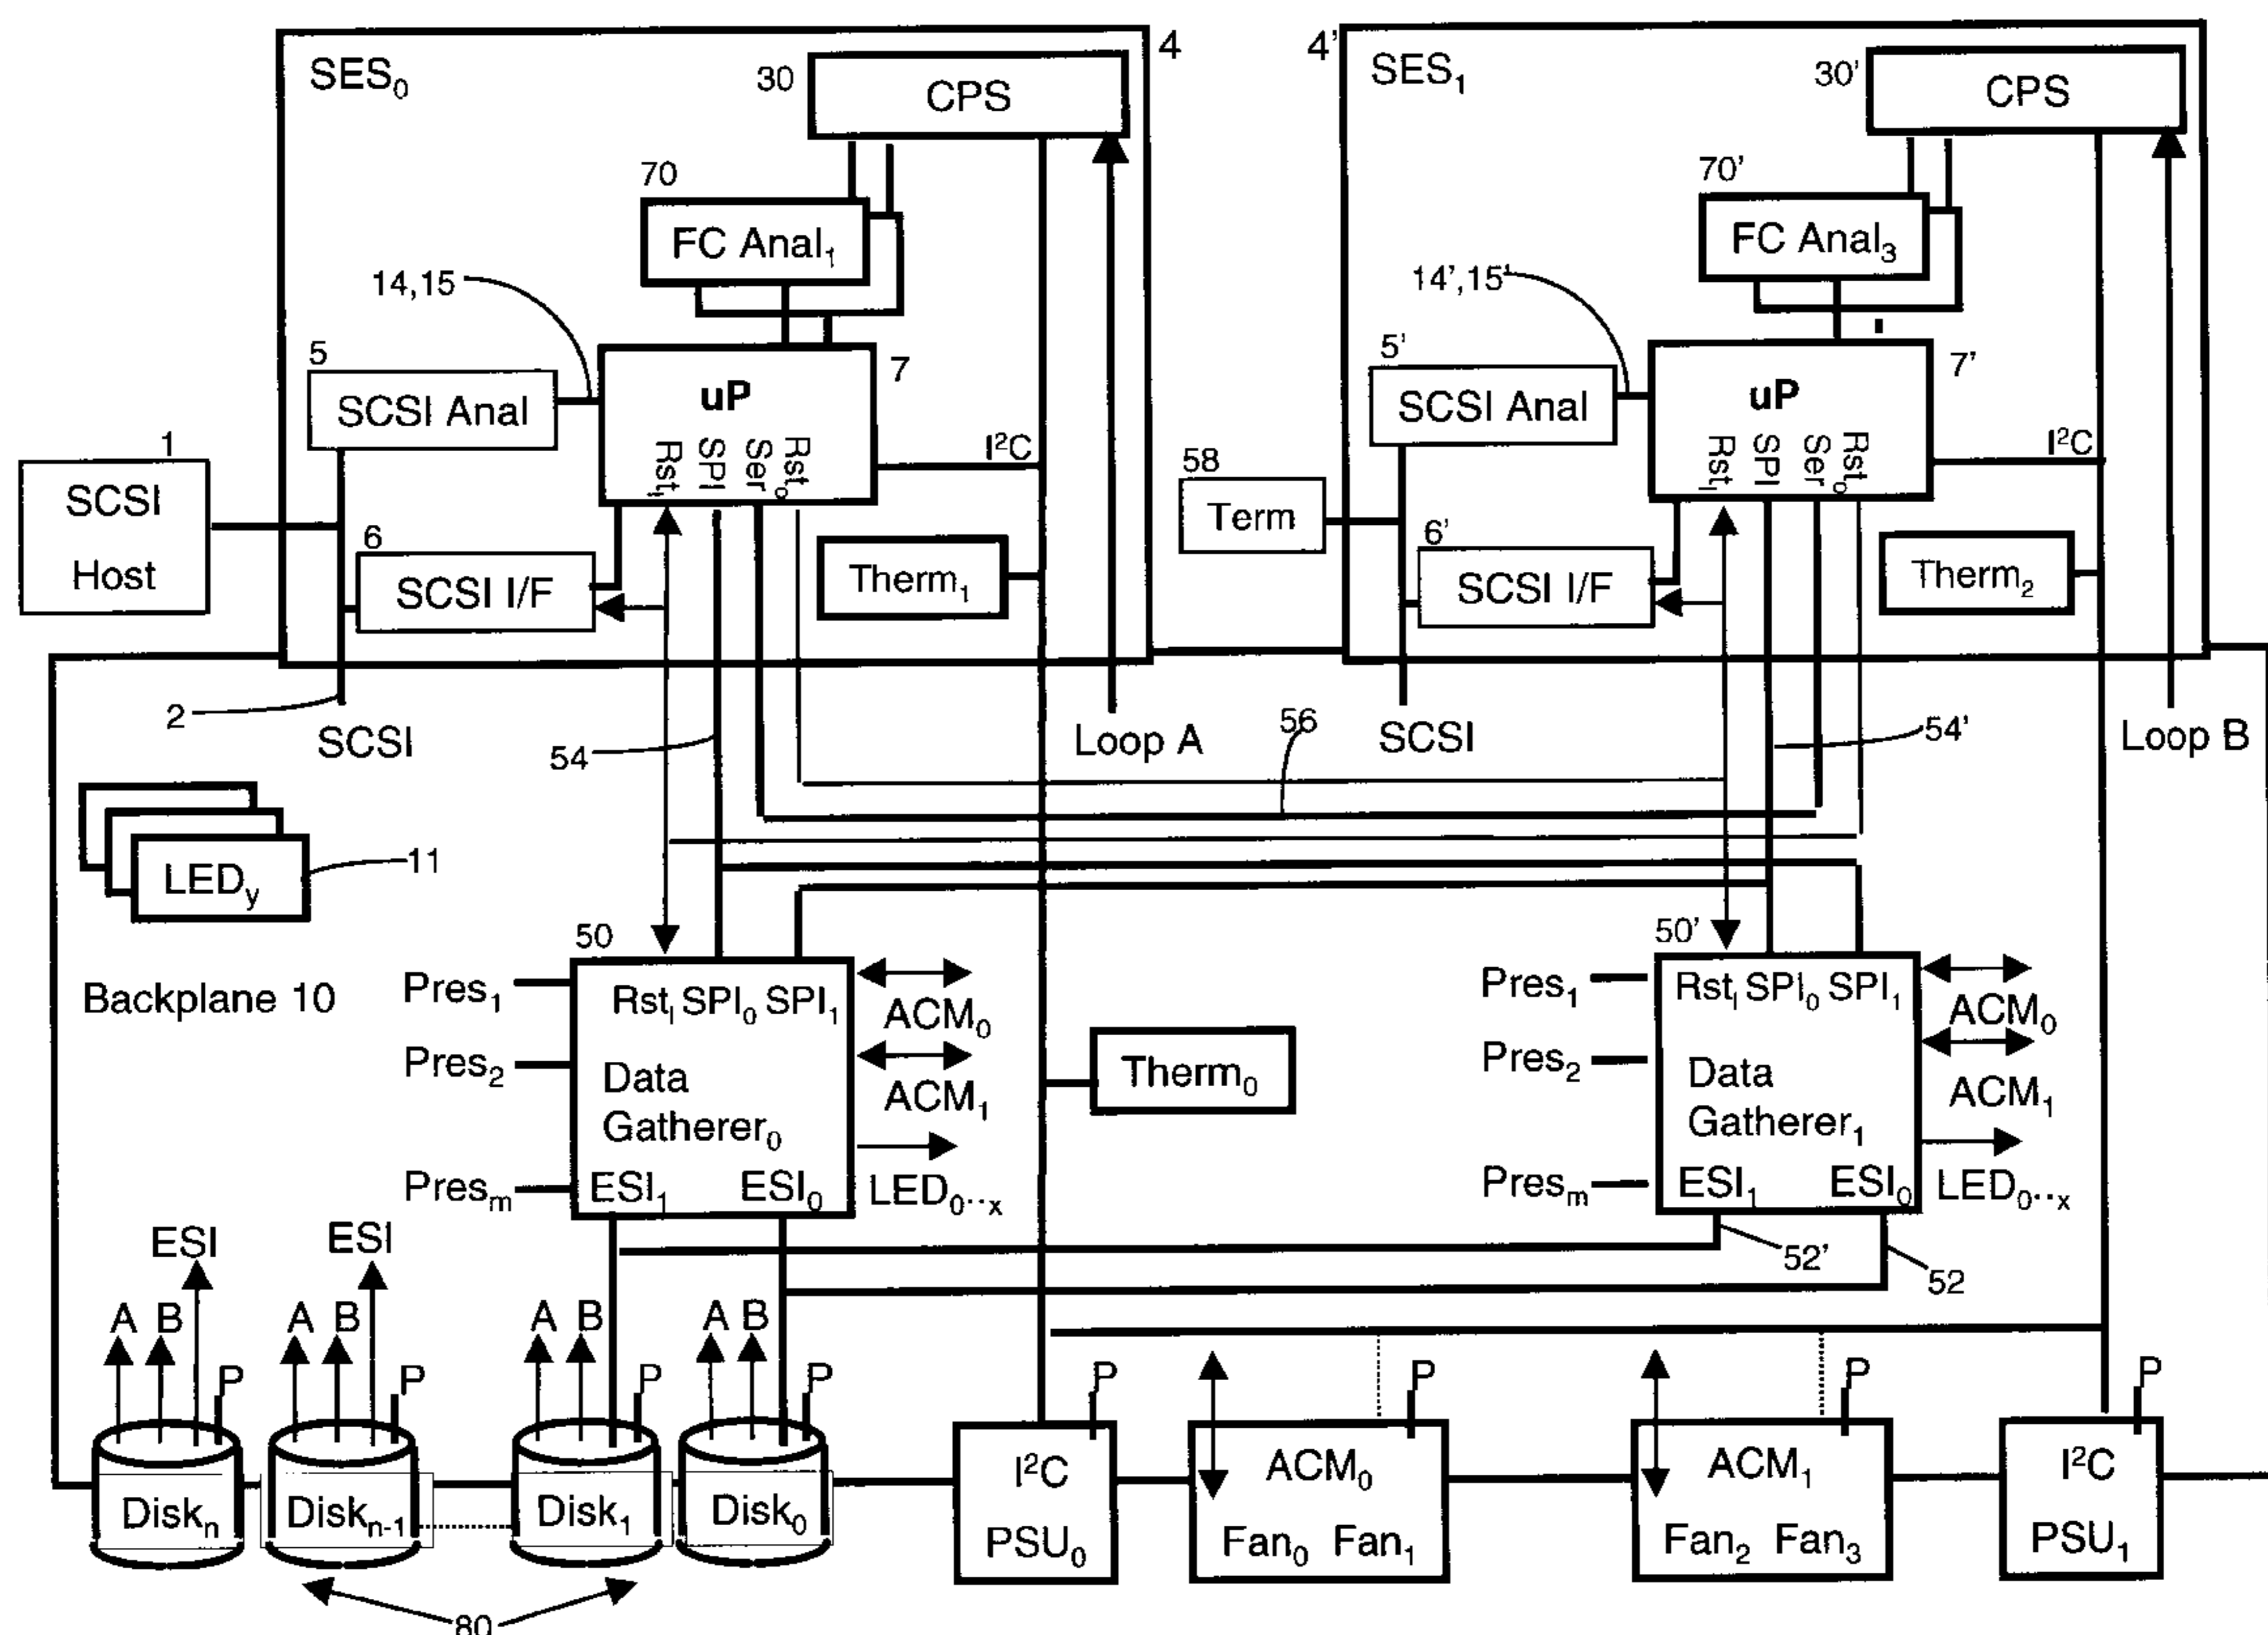 SES₀
30
CPS
4
4'
SES₁
30'
CPS
70
FC Anal₁
70'
FC Anal₃
14,15
14',15'
5
SCSI Anal
uP
Rstᵢ SPI Ser Rst₀
7
I²C
5'
SCSI Anal
uP
Rstᵢ SPI Ser Rst₀
7'
I²C
1
SCSI
Host
6
SCSI I/F
Therm₁
58
Term
6'
SCSI I/F
Therm₂
2
SCSI
54
Loop A
56
SCSI
54'
Loop B
LEDy
11
Backplane 10
50
Pres₁
Pres₂
Presₘ
Rstᵢ SPI₀ SPI₁
Data
Gatherer₀
ESI₁ ESI₀
ACM₀
ACM₁
LED₀..ₓ
Therm₀
50'
Pres₁
Pres₂
Presₘ
Rstᵢ SPI₀ SPI₁
Data
Gatherer₁
ESI₁ ESI₀
ACM₀
ACM₁
LED₀..ₓ
52'
52
ESI
ESI
A B P
A B P
A B P
A B P
P
P
P
P
Diskₙ
Diskₙ₋₁
Disk₁
Disk₀
I²C
PSU₀
ACM₀
Fan₀ Fan₁
ACM₁
Fan₂ Fan₃
I²C
PSU₁
80